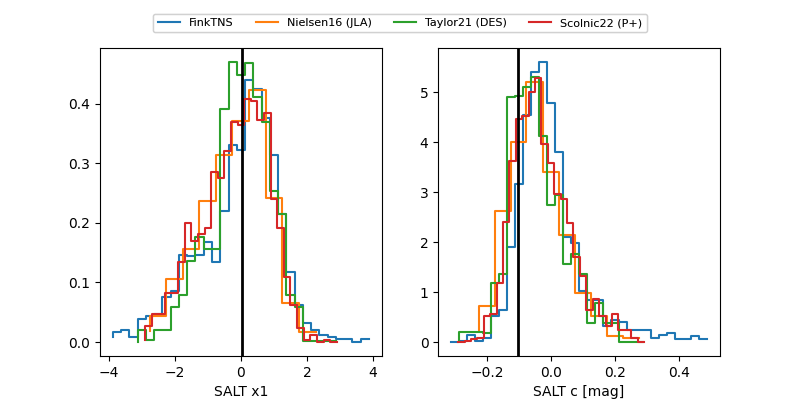 FinkTNS Nielsen16 (JLA) Taylor21 (DES) Scolnic22 (P+)
0.4
0.3
0.2
0.1
0.0
−4 −2 0 2 4
SALT x1
5
4
3
2
1
0
−0.2 0.0 0.2 0.4
SALT c [mag]